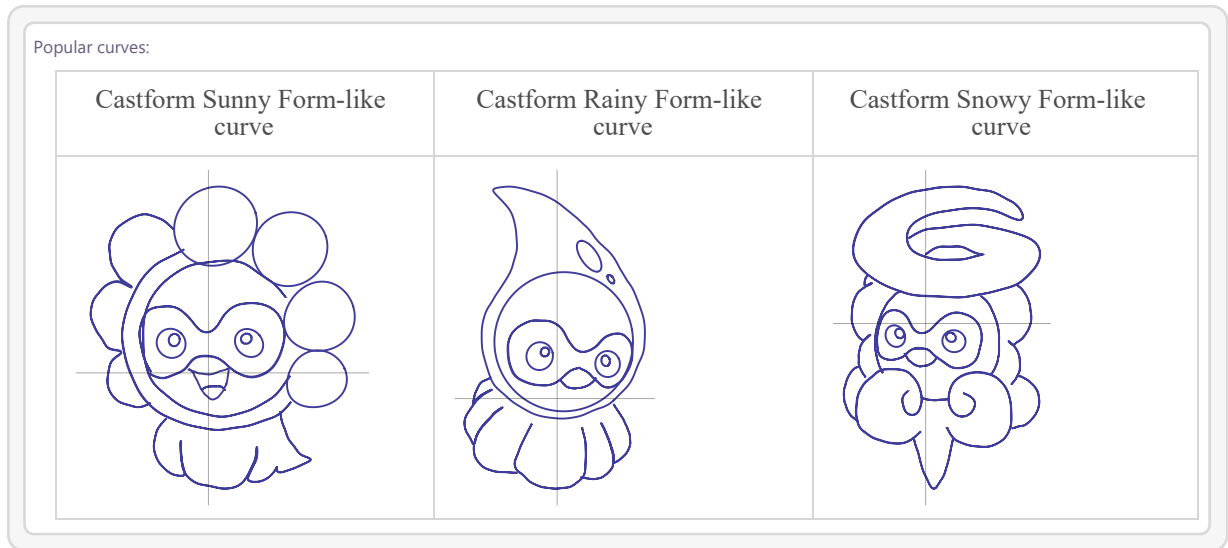 Popular curves:
Castform Sunny Form-like
curve
Castform Rainy Form-like
curve
Castform Snowy Form-like
curve